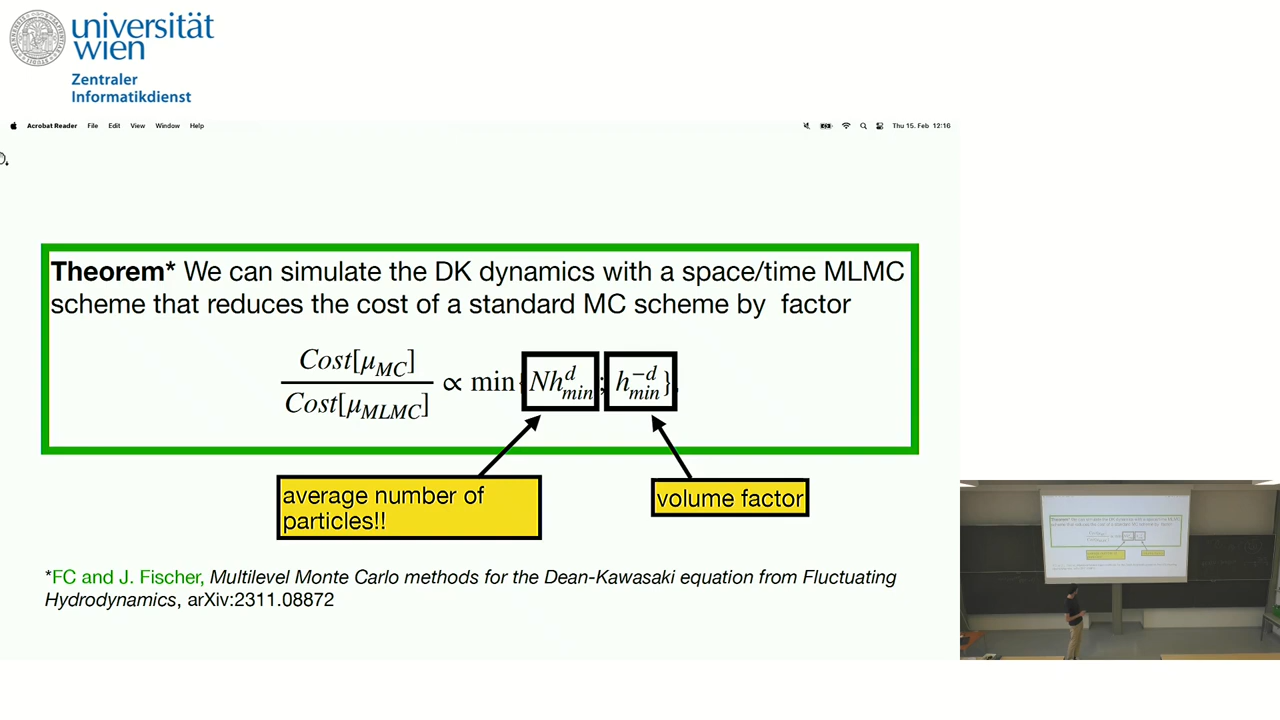 universität
wien
Zentraler
Informatikdienst
Acrobat Reader File Edit View Window Help Thu 15. Feb 12:16
Theorem* We can simulate the DK dynamics with a space/time MLMC
scheme that reduces the cost of a standard MC scheme by factor
Cost[μ_MC] / Cost[μ_MLMC] ∝ min{Nh^d_min; h^{-d}_min}.
average number of
particles!!
volume factor
*FC and J. Fischer, Multilevel Monte Carlo methods for the Dean-Kawasaki equation from Fluctuating
Hydrodynamics, arXiv:2311.08872